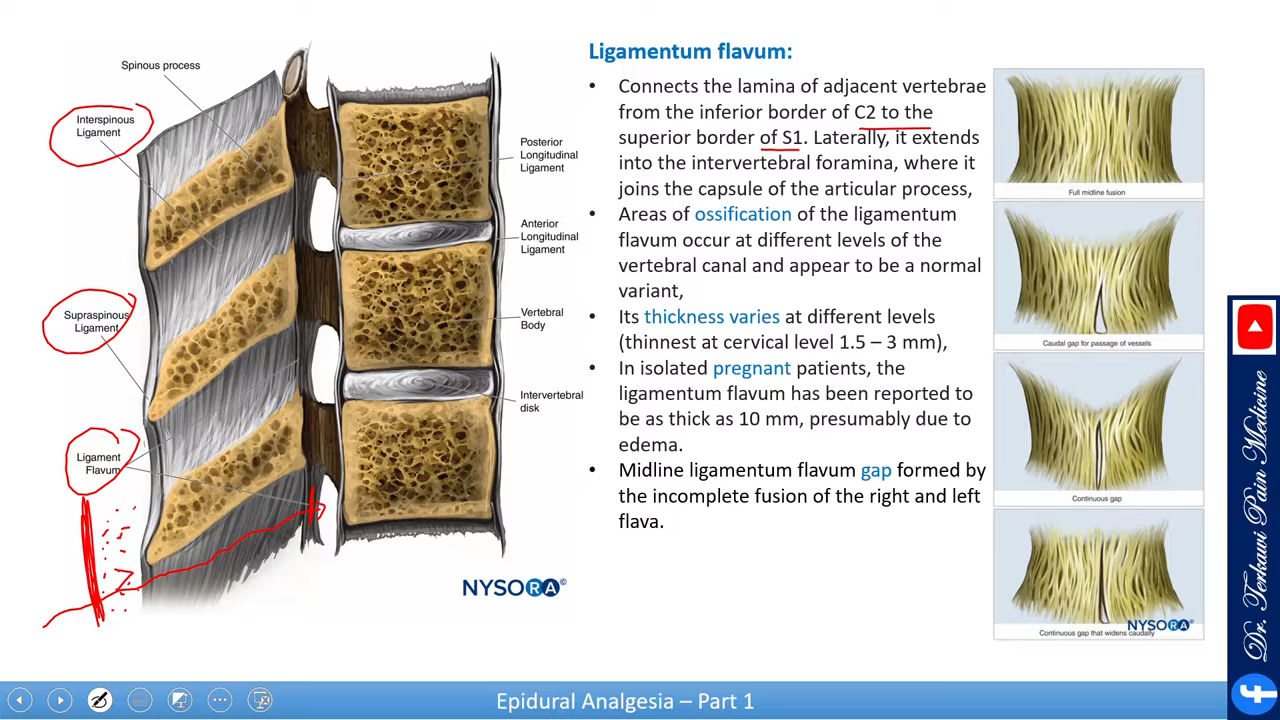 Spinous process
Interspinous
Ligament
Supraspinous
Ligament
Ligament
Flavum
Posterior
Longitudinal
Ligament
Anterior
Longitudinal
Ligament
Vertebral
Body
Intervertebral
disk
NYSORA©
Ligamentum flavum:
• Connects the lamina of adjacent vertebrae
from the inferior border of C2 to the
superior border of S1. Laterally, it extends
into the intervertebral foramina, where it
joins the capsule of the articular process,
• Areas of ossification of the ligamentum
flavum occur at different levels of the
vertebral canal and appear to be a normal
variant,
• Its thickness varies at different levels
(thinnest at cervical level 1.5 – 3 mm),
• In isolated pregnant patients, the
ligamentum flavum has been reported to
be as thick as 10 mm, presumably due to
edema.
• Midline ligamentum flavum gap formed by
the incomplete fusion of the right and left
flava.
Full midline fusion
Caudal gap for passage of vessels
Continuous gap
NYSORA©
Continuous gap that widens caudally
Dr. Terkawi Pain Medicine
Epidural Analgesia – Part 1